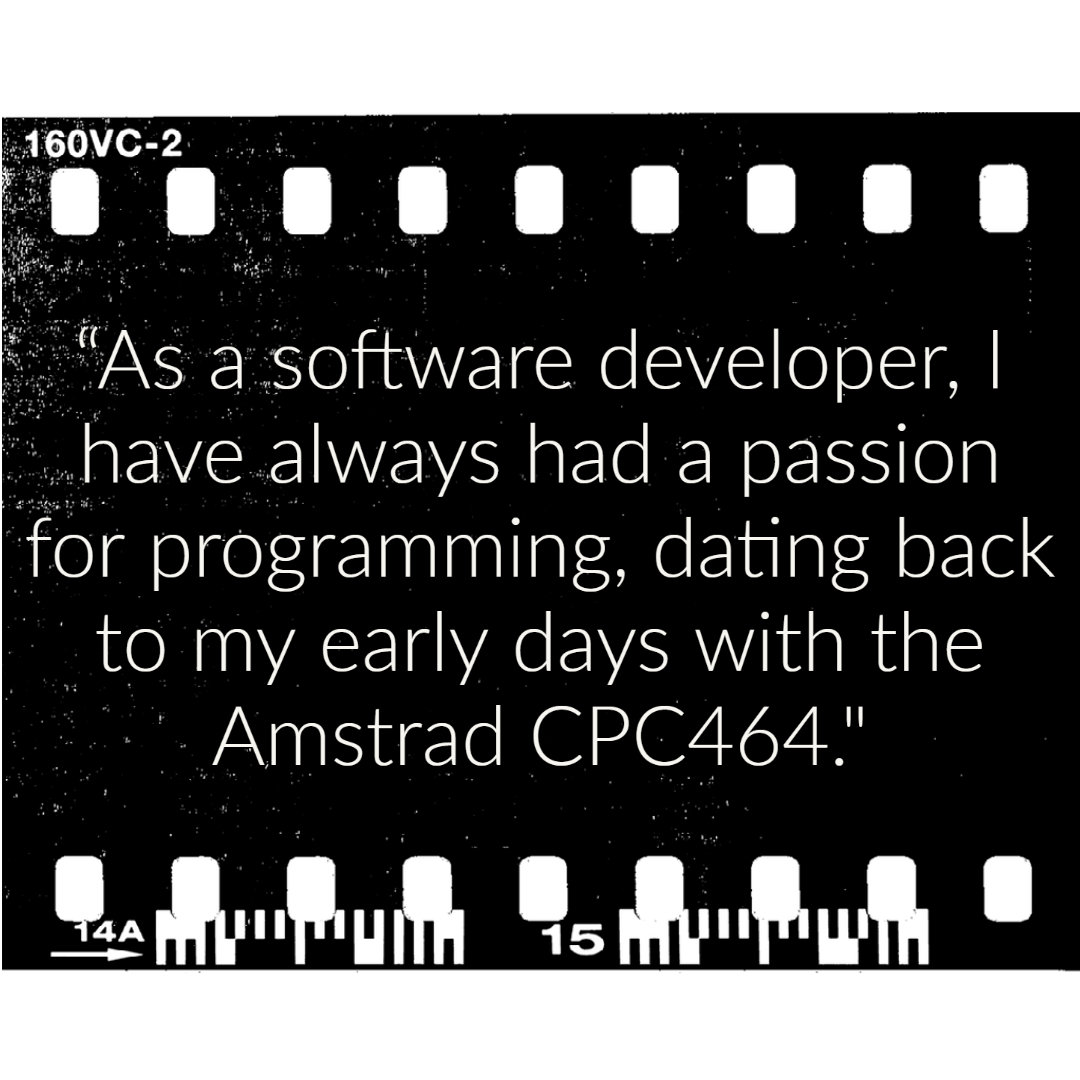 160VC-2
“As a software developer, I
have always had a passion
for programming, dating back
to my early days with the
Amstrad CPC464."
14A
15